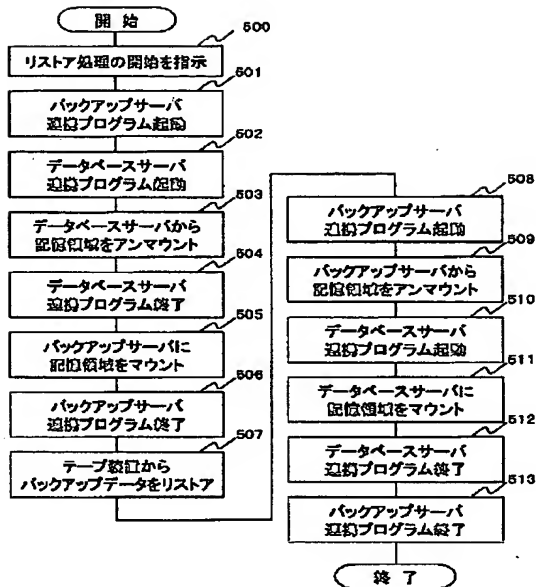 開始
500
リストア処理の開始を指示
501
バックアップサーバ
連携プログラム起動
502
データベースサーバ
連携プログラム起動
503
データベースサーバから
記憶領域をアンマウント
504
データベースサーバ
連携プログラム終了
505
バックアップサーバに
記憶領域をマウント
506
バックアップサーバ
連携プログラム終了
507
テープ装置から
バックアップデータをリストア
508
バックアップサーバ
連携プログラム起動
509
バックアップサーバから
記憶領域をアンマウント
510
データベースサーバ
連携プログラム起動
511
データベースサーバに
記憶領域をマウント
512
データベースサーバ
連携プログラム終了
513
バックアップサーバ
連携プログラム終了
終了